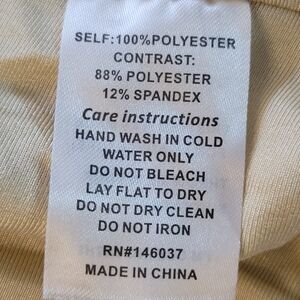 SELF:100%POLYESTER
CONTRAST:
88% POLYESTER
12% SPANDEX
Care instructions
HAND WASH IN COLD
WATER ONLY
DO NOT BLEACH
LAY FLAT TO DRY
DO NOT DRY CLEAN
DO NOT IRON
RN#146037
MADE IN CHINA